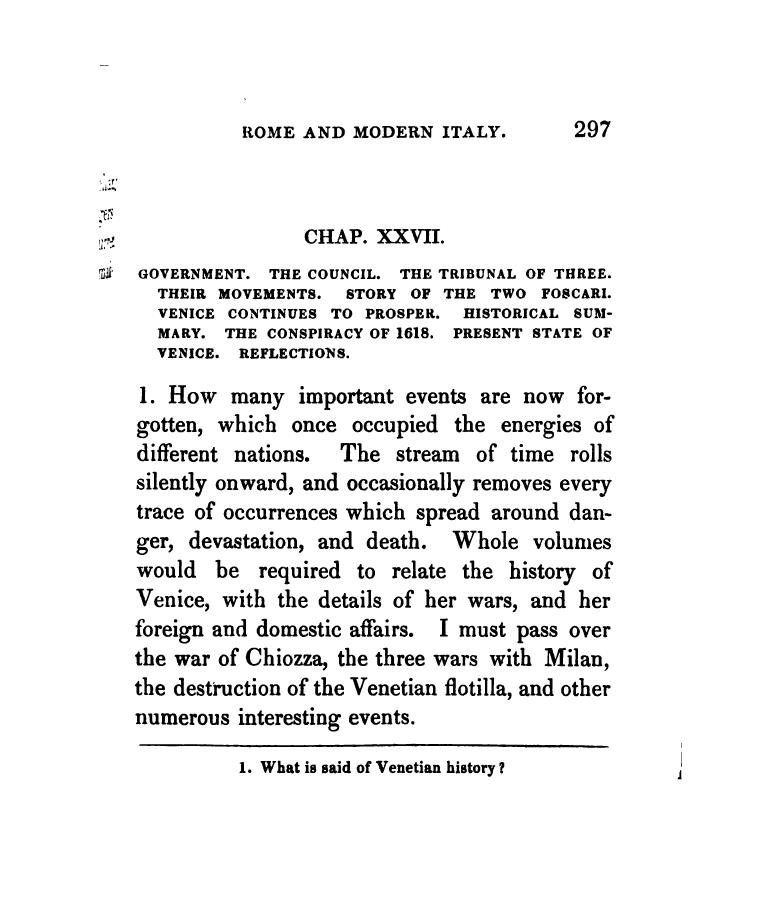 ROME AND MODERN ITALY. 297
CHAP. XXVII.
GOVERNMENT. THE COUNCIL. THE TRIBUNAL OF THREE.
THEIR MOVEMENTS. STORY OF THE TWO FOSCARI.
VENICE CONTINUES TO PROSPER. HISTORICAL SUM-
MARY. THE CONSPIRACY OF 1618. PRESENT STATE OF
VENICE. REFLECTIONS.
1. How many important events are now for-
gotten, which once occupied the energies of
different nations. The stream of time rolls
silently onward, and occasionally removes every
trace of occurrences which spread around dan-
ger, devastation, and death. Whole volumes
would be required to relate the history of
Venice, with the details of her wars, and her
foreign and domestic affairs. I must pass over
the war of Chiozza, the three wars with Milan,
the destruction of the Venetian flotilla, and other
numerous interesting events.
1. What is said of Venetian history?